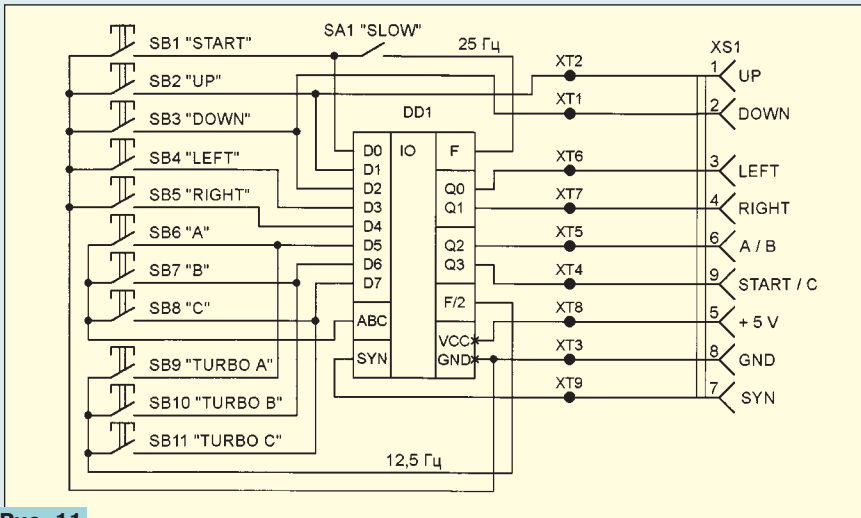 SB1 "START"
SA1 "SLOW"
25 Гц
SB2 "UP"
SB3 "DOWN"
SB4 "LEFT"
SB5 "RIGHT"
SB6 "A"
SB7 "B"
SB8 "C"
SB9 "TURBO A"
SB10 "TURBO B"
SB11 "TURBO C"
12,5 Гц
DD1
D0
D1
D2
D3
D4
D5
D6
D7
ABC
SYN
IO
F
Q0
Q1
Q2
Q3
F/2
VCC
GND
XT2
XT1
XT6
XT7
XT5
XT4
XT8
XT3
XT9
XS1
1 UP
2 DOWN
3 LEFT
4 RIGHT
6 A / B
9 START / C
5 + 5 V
8 GND
7 SYN
Рис. 11